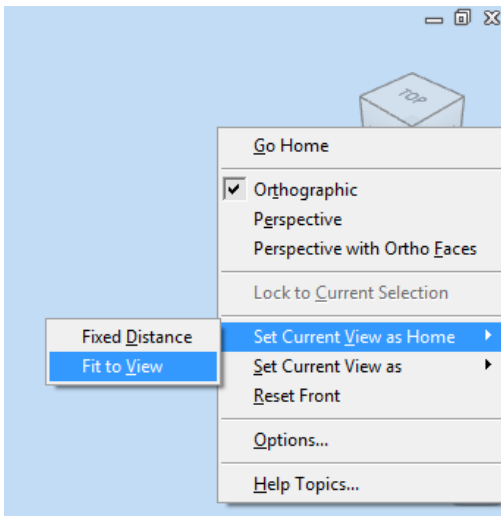 TOP
Go Home
Orthographic
Perspective
Perspective with Ortho Faces
Lock to Current Selection
Set Current View as Home
Fixed Distance
Fit to View
Set Current View as
Reset Front
Options...
Help Topics...